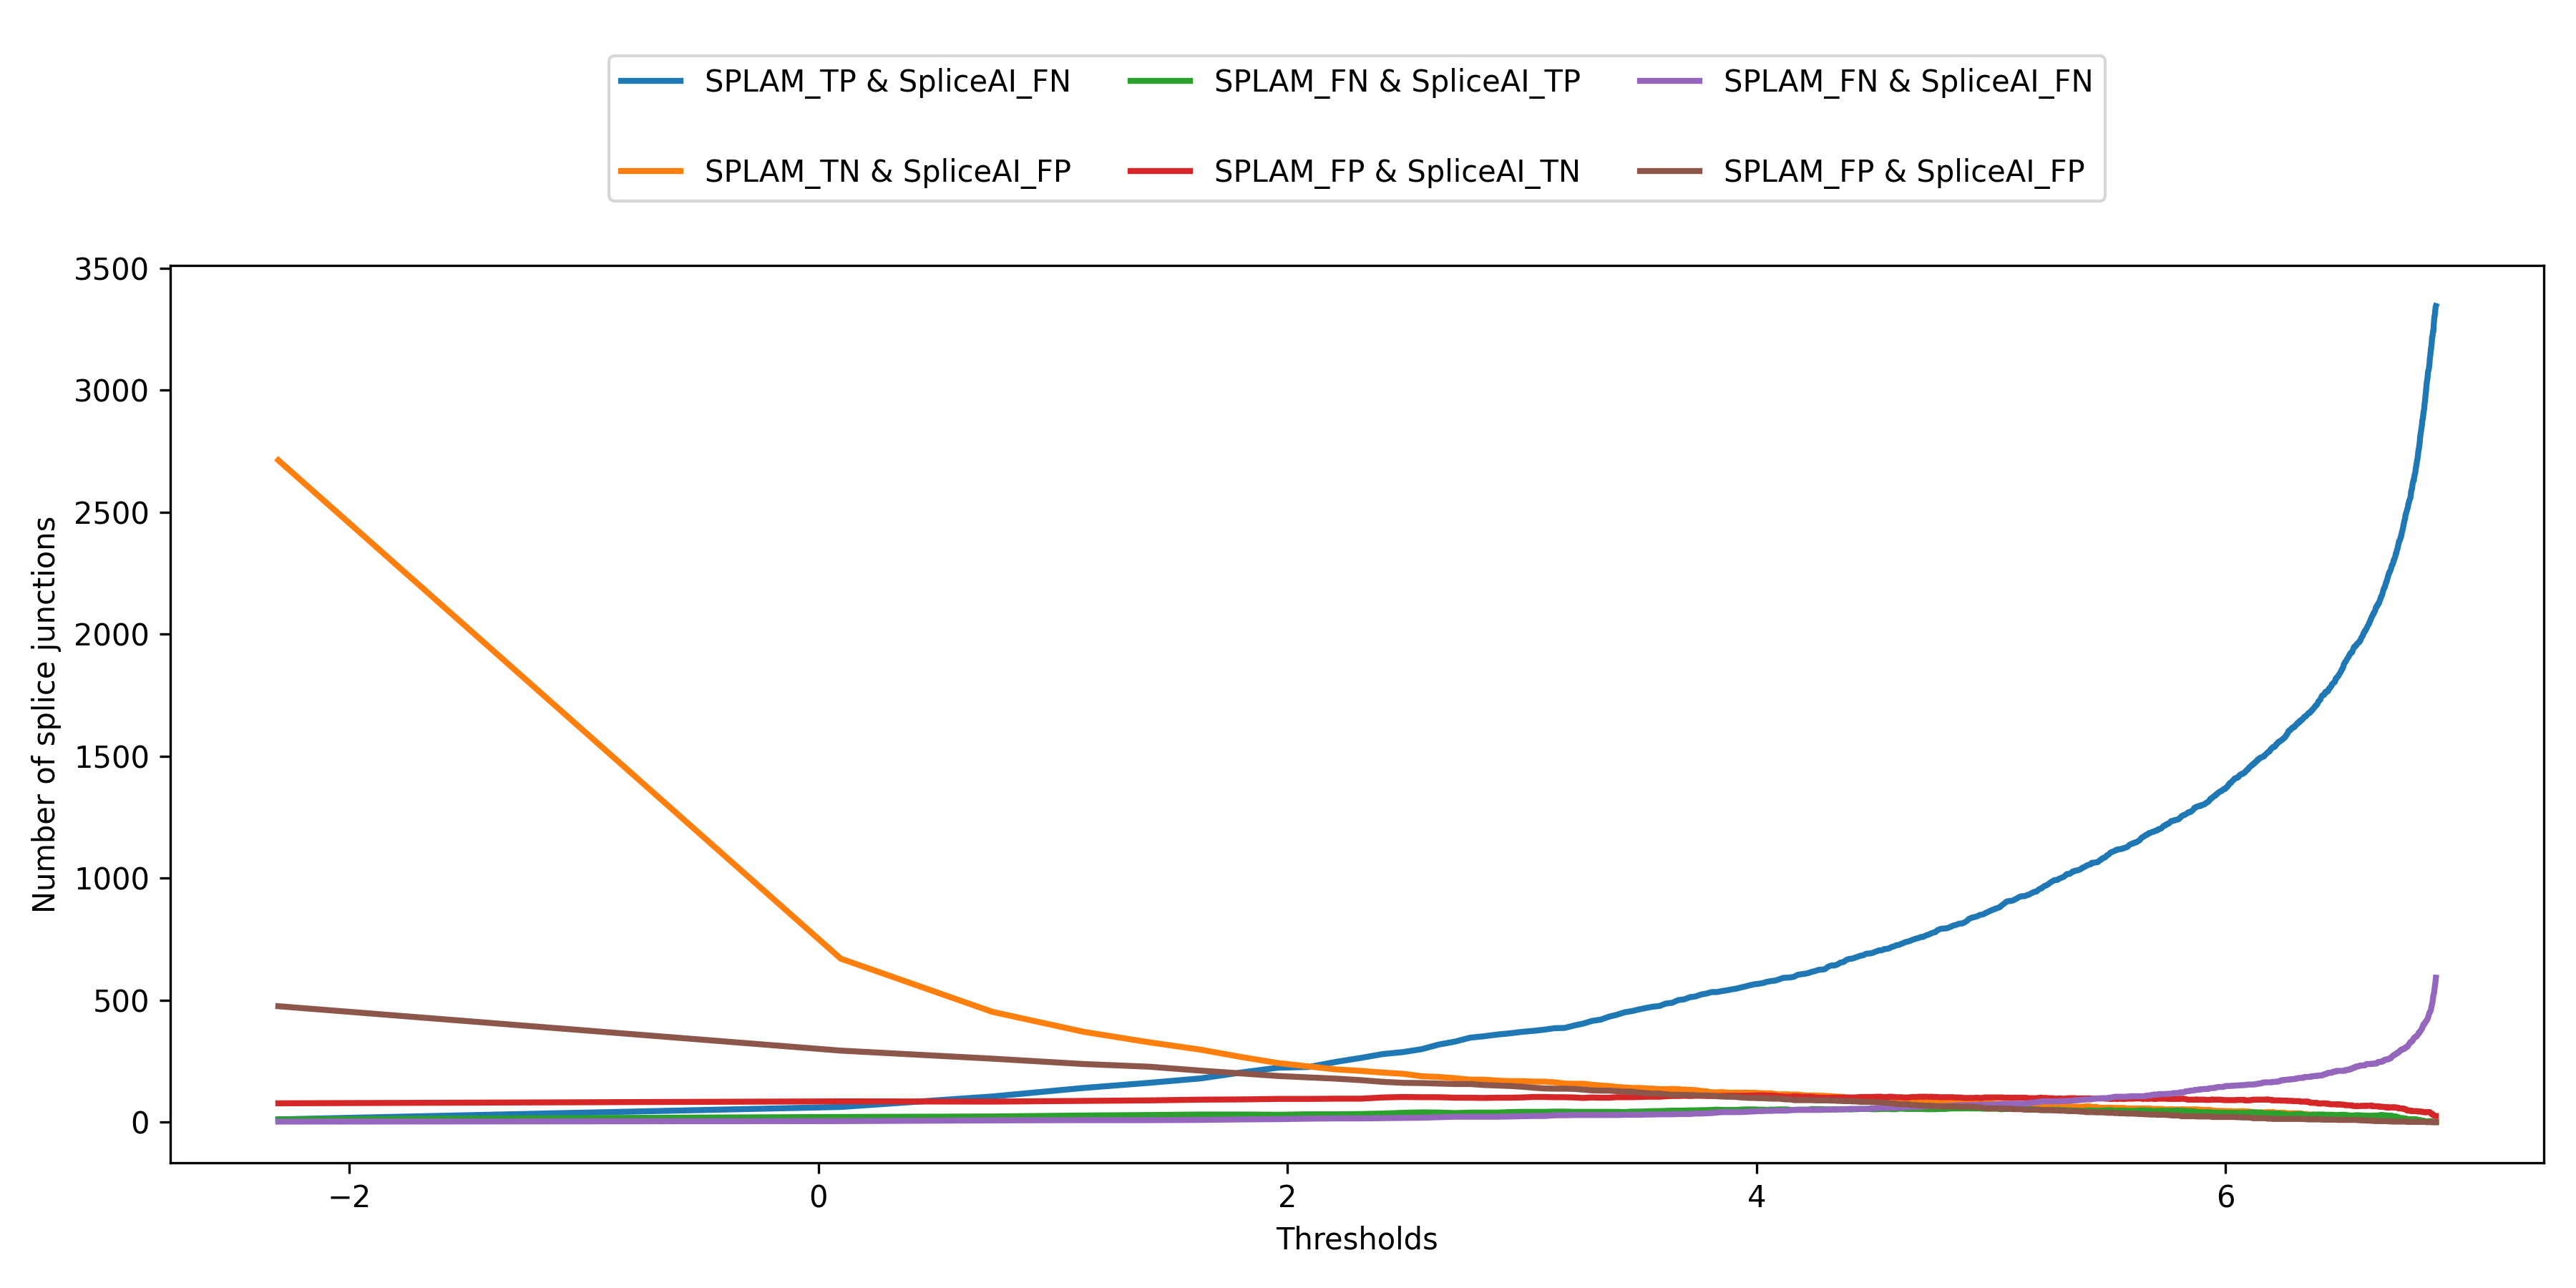 SPLAM_TP & SpliceAI_FN
SPLAM_FN & SpliceAI_TP
SPLAM_FN & SpliceAI_FN
SPLAM_TN & SpliceAI_FP
SPLAM_FP & SpliceAI_TN
SPLAM_FP & SpliceAI_FP
3500
3000
2500
2000
1500
1000
500
0
Number of splice junctions
−2
0
2
4
6
Thresholds